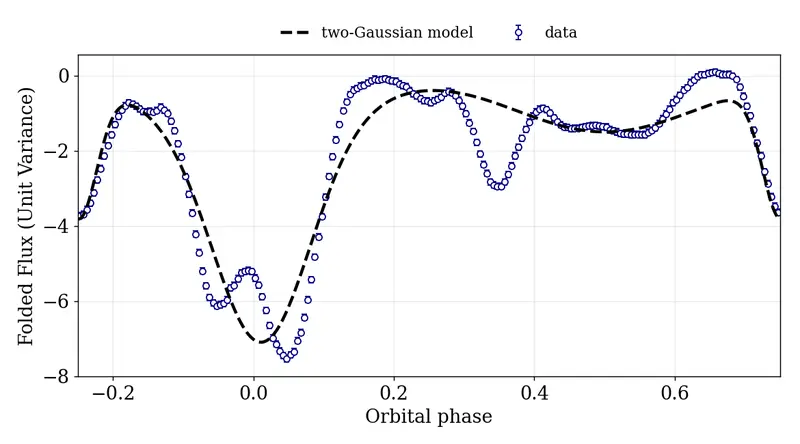 two-Gaussian model data
Folded Flux (Unit Variance)
0
−2
−4
−6
−8
−0.2 0.0 0.2 0.4 0.6
Orbital phase